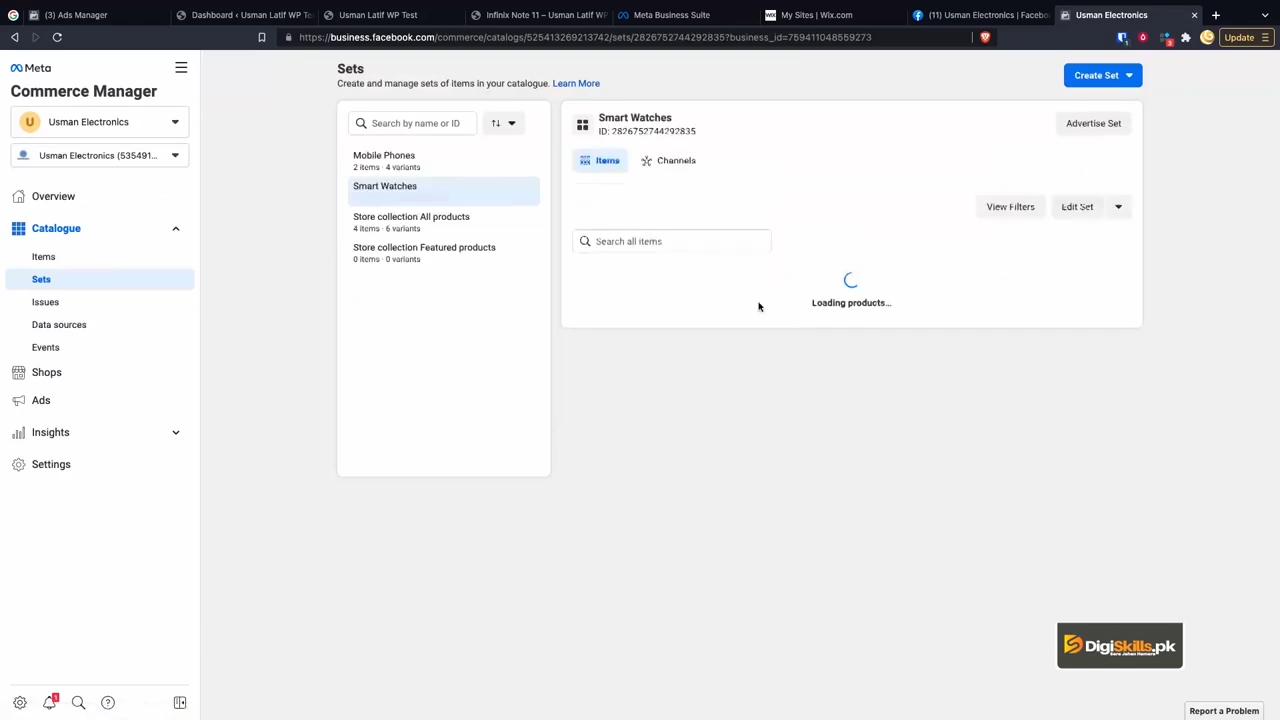 (3) Ads Manager
Dashboard ‹ Usman Latif WP Te
Usman Latif WP Test
Infinix Note 11 – Usman Latif WP
Meta Business Suite
WiX
My Sites | Wix.com
(11) Usman Electronics | Facebo
Usman Electronics
https://business.facebook.com/commerce/catalogs/525413269213742/sets/2826752744292835?business_id=759411048559273
Update
Meta
Commerce Manager
U
Usman Electronics
Usman Electronics (535491...
Overview
Catalogue
Items
Sets
Issues
Data sources
Events
Shops
Ads
Insights
Settings
Sets
Create and manage sets of items in your catalogue. Learn More
Create Set
Search by name or ID
Mobile Phones
2 items · 4 variants
Smart Watches
Store collection All products
4 items · 6 variants
Store collection Featured products
0 items · 0 variants
Smart Watches
ID: 2826752744292835
Advertise Set
Items
Channels
View Filters
Edit Set
Search all items
Loading products...
DigiSkills.pk
Report a Problem